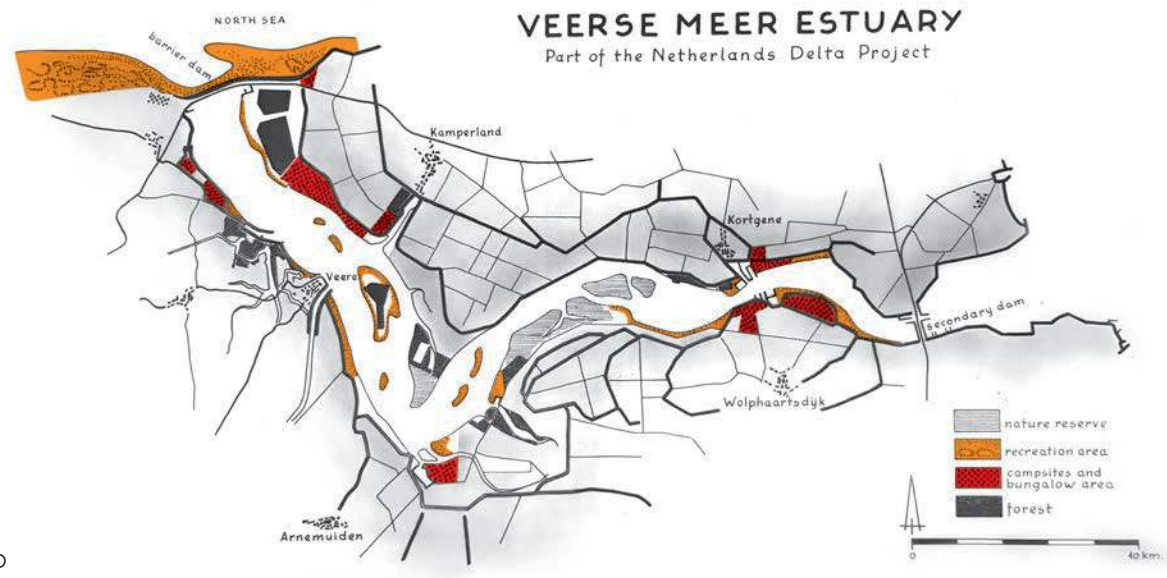 VEERSE MEER ESTUARY
Part of the Netherlands Delta Project
NORTH SEA
barrier dam
Kamperland
Kortgene
Veere
secondary dam
Wolphaartsdijk
Arnemuiden
nature reserve
recreation area
campsites and
bungalow area
forest
0
10 km.